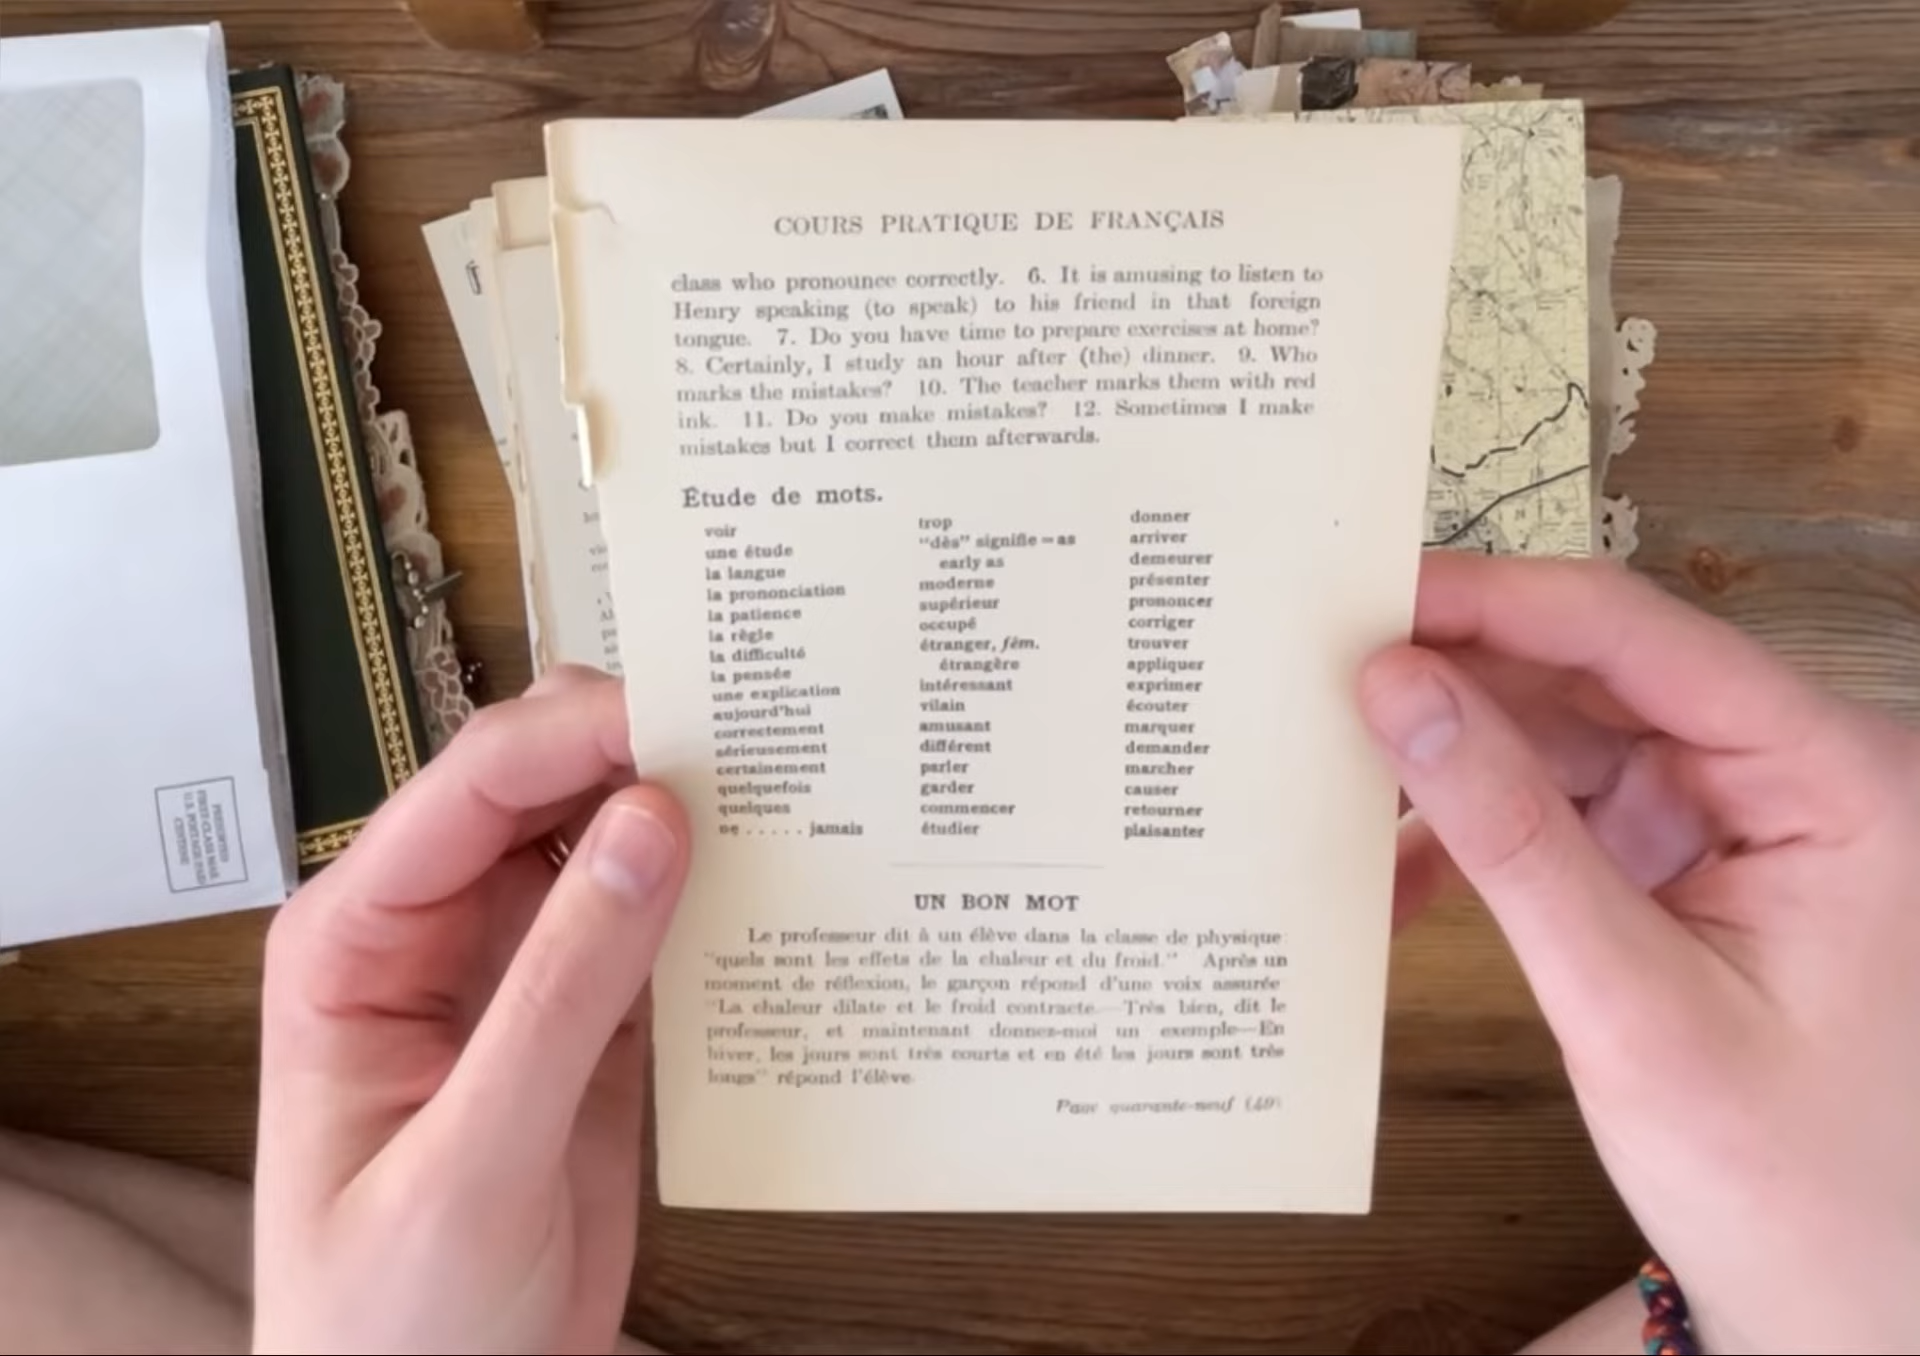 COURS PRATIQUE DE FRANÇAIS
class who pronounce correctly. 6. It is amusing to listen to
Henry speaking (to speak) to his friend in that foreign
tongue. 7. Do you have time to prepare exercises at home?
8. Certainly, I study an hour after (the) dinner. 9. Who
marks the mistakes? 10. The teacher marks them with red
ink. 11. Do you make mistakes? 12. Sometimes I make
mistakes but I correct them afterwards.
Étude de mots.
voir
une étude
la langue
la prononciation
la patience
la règle
la difficulté
la pensée
une explication
aujourd'hui
correctement
sérieusement
certainement
quelquefois
quelques
ne ..... jamais
trop
"dès" signifie = as
early as
moderne
supérieur
occupé
étranger, fém.
étrangère
intéressant
vilain
amusant
différent
parler
garder
commencer
étudier
donner
arriver
demeurer
présenter
prononcer
corriger
trouver
appliquer
exprimer
écouter
marquer
demander
marcher
causer
retourner
plaisanter
UN BON MOT
Le professeur dit à un élève dans la classe de physique:
"quels sont les effets de la chaleur et du froid." Après un
moment de réflexion, le garçon répond d'une voix assurée
"La chaleur dilate et le froid contracte.—Très bien, dit le
professeur, et maintenant donnez-moi un exemple—En
hiver, les jours sont très courts et en été les jours sont très
longs" répond l'élève.
Page quarante-neuf (49)
PRESORTED
FIRST-CLASS MAIL
U.S. POSTAGE PAID